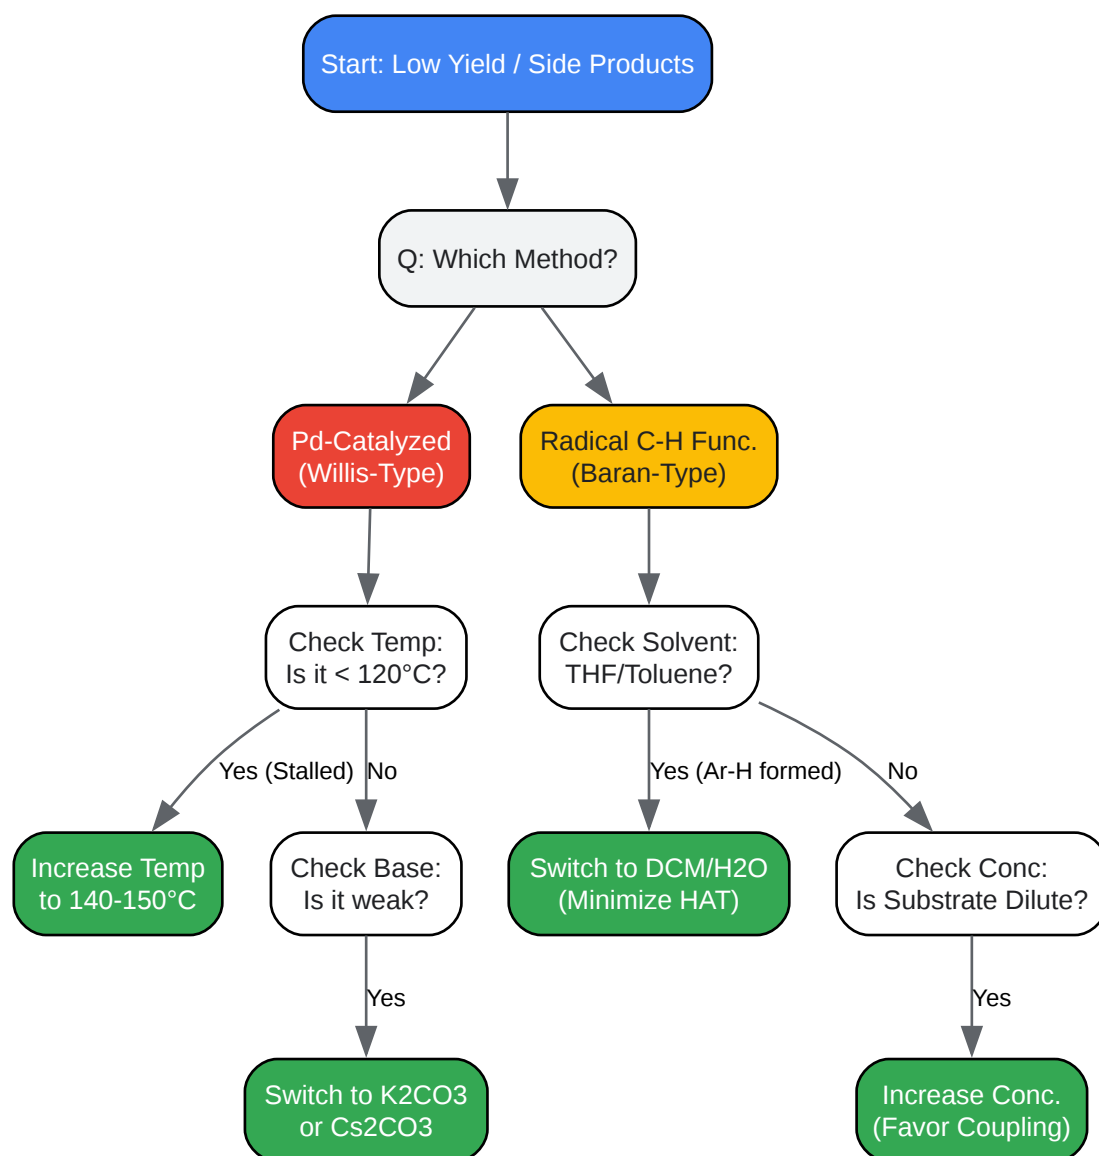 Start: Low Yield / Side Products
Q: Which Method?
Pd-Catalyzed
(Willis-Type)
Radical C-H Func.
(Baran-Type)
Check Temp:
Is it < 120°C?
Check Solvent:
THF/Toluene?
Yes (Stalled)
No
Yes (Ar-H formed)
No
Increase Temp
to 140-150°C
Check Base:
Is it weak?
Switch to DCM/H2O
(Minimize HAT)
Check Conc:
Is Substrate Dilute?
Yes
Yes
Switch to K2CO3
or Cs2CO3
Increase Conc.
(Favor Coupling)